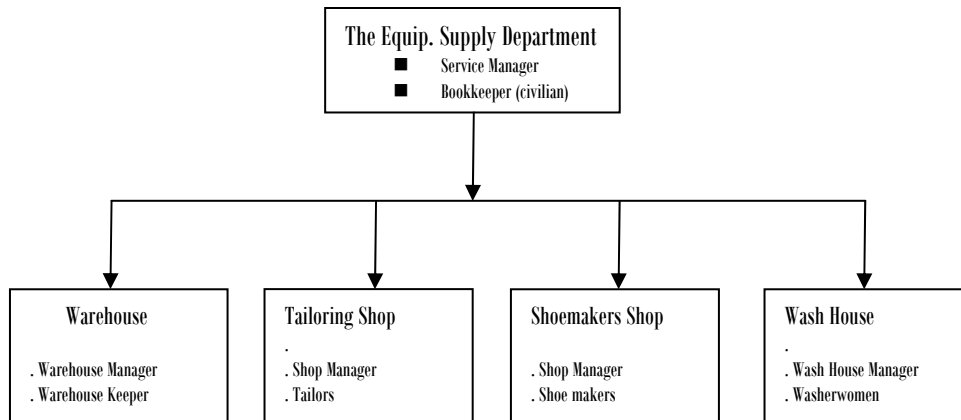 The Equip. Supply Department
■ Service Manager
■ Bookkeeper (civilian)
Warehouse
. Warehouse Manager
. Warehouse Keeper
Tailoring Shop
.
. Shop Manager
. Tailors
Shoemakers Shop
. Shop Manager
. Shoe makers
Wash House
.
. Wash House Manager
. Washerwomen